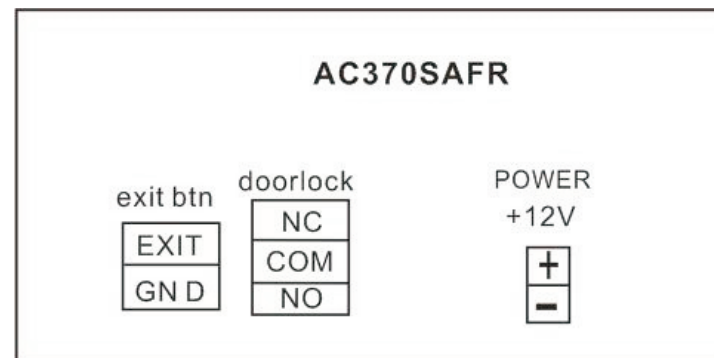 AC370SAFR
exit btn
EXIT
GN D
doorlock
NC
COM
NO
POWER
+12V
+
-